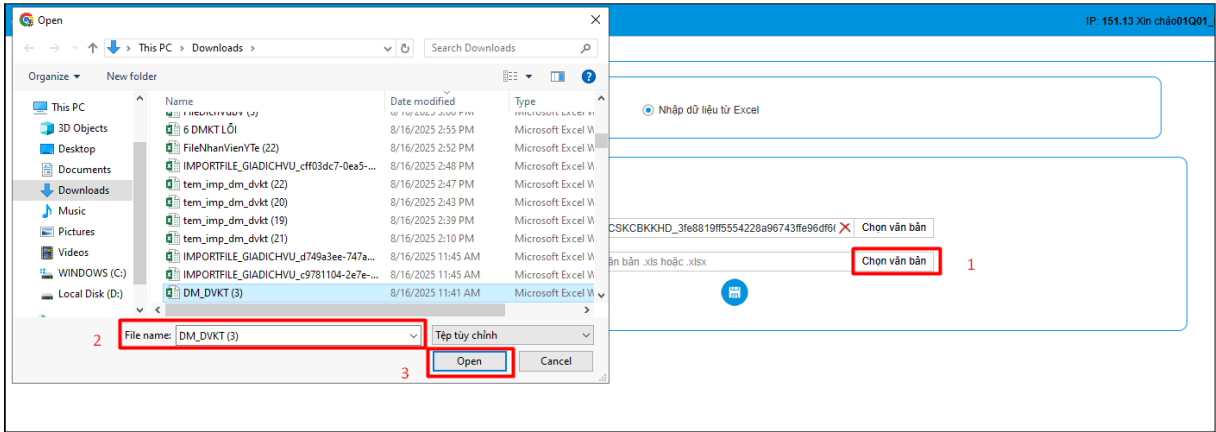 Open
IP: 151.13 Xin chào01Q01_
This PC > Downloads >
Search Downloads
Organize
New folder
Name Date modified Type
This PC
3D Objects
Desktop
Documents
Downloads
Music
Pictures
Videos
WINDOWS (C:)
Local Disk (D:)
6 DMKT LỖI 8/16/2025 2:55 PM Microsoft Excel W
FileNhanVienYTe (22) 8/16/2025 2:52 PM Microsoft Excel W
IMPORTFILE_GIADICHVU_cff03dc7-0ea5-... 8/16/2025 2:48 PM Microsoft Excel W
tem_imp_dm_dvkt (22) 8/16/2025 2:47 PM Microsoft Excel W
tem_imp_dm_dvkt (20) 8/16/2025 2:43 PM Microsoft Excel W
tem_imp_dm_dvkt (19) 8/16/2025 2:39 PM Microsoft Excel W
tem_imp_dm_dvkt (21) 8/16/2025 2:10 PM Microsoft Excel W
IMPORTFILE_GIADICHVU_d749a3ee-747a... 8/16/2025 11:45 AM Microsoft Excel W
IMPORTFILE_GIADICHVU_c9781104-2e7e-... 8/16/2025 11:45 AM Microsoft Excel W
DM_DVKT (3) 8/16/2025 11:41 AM Microsoft Excel W
2
File name: DM_DVKT (3)
Tệp tùy chỉnh
3
Open
Cancel
Nhập dữ liệu từ Excel
CSKCBKKHD_3fe8819ff5554228a96743ffe96df6
Chọn văn bản
ăn bản .xls hoặc .xlsx
Chọn văn bản
1